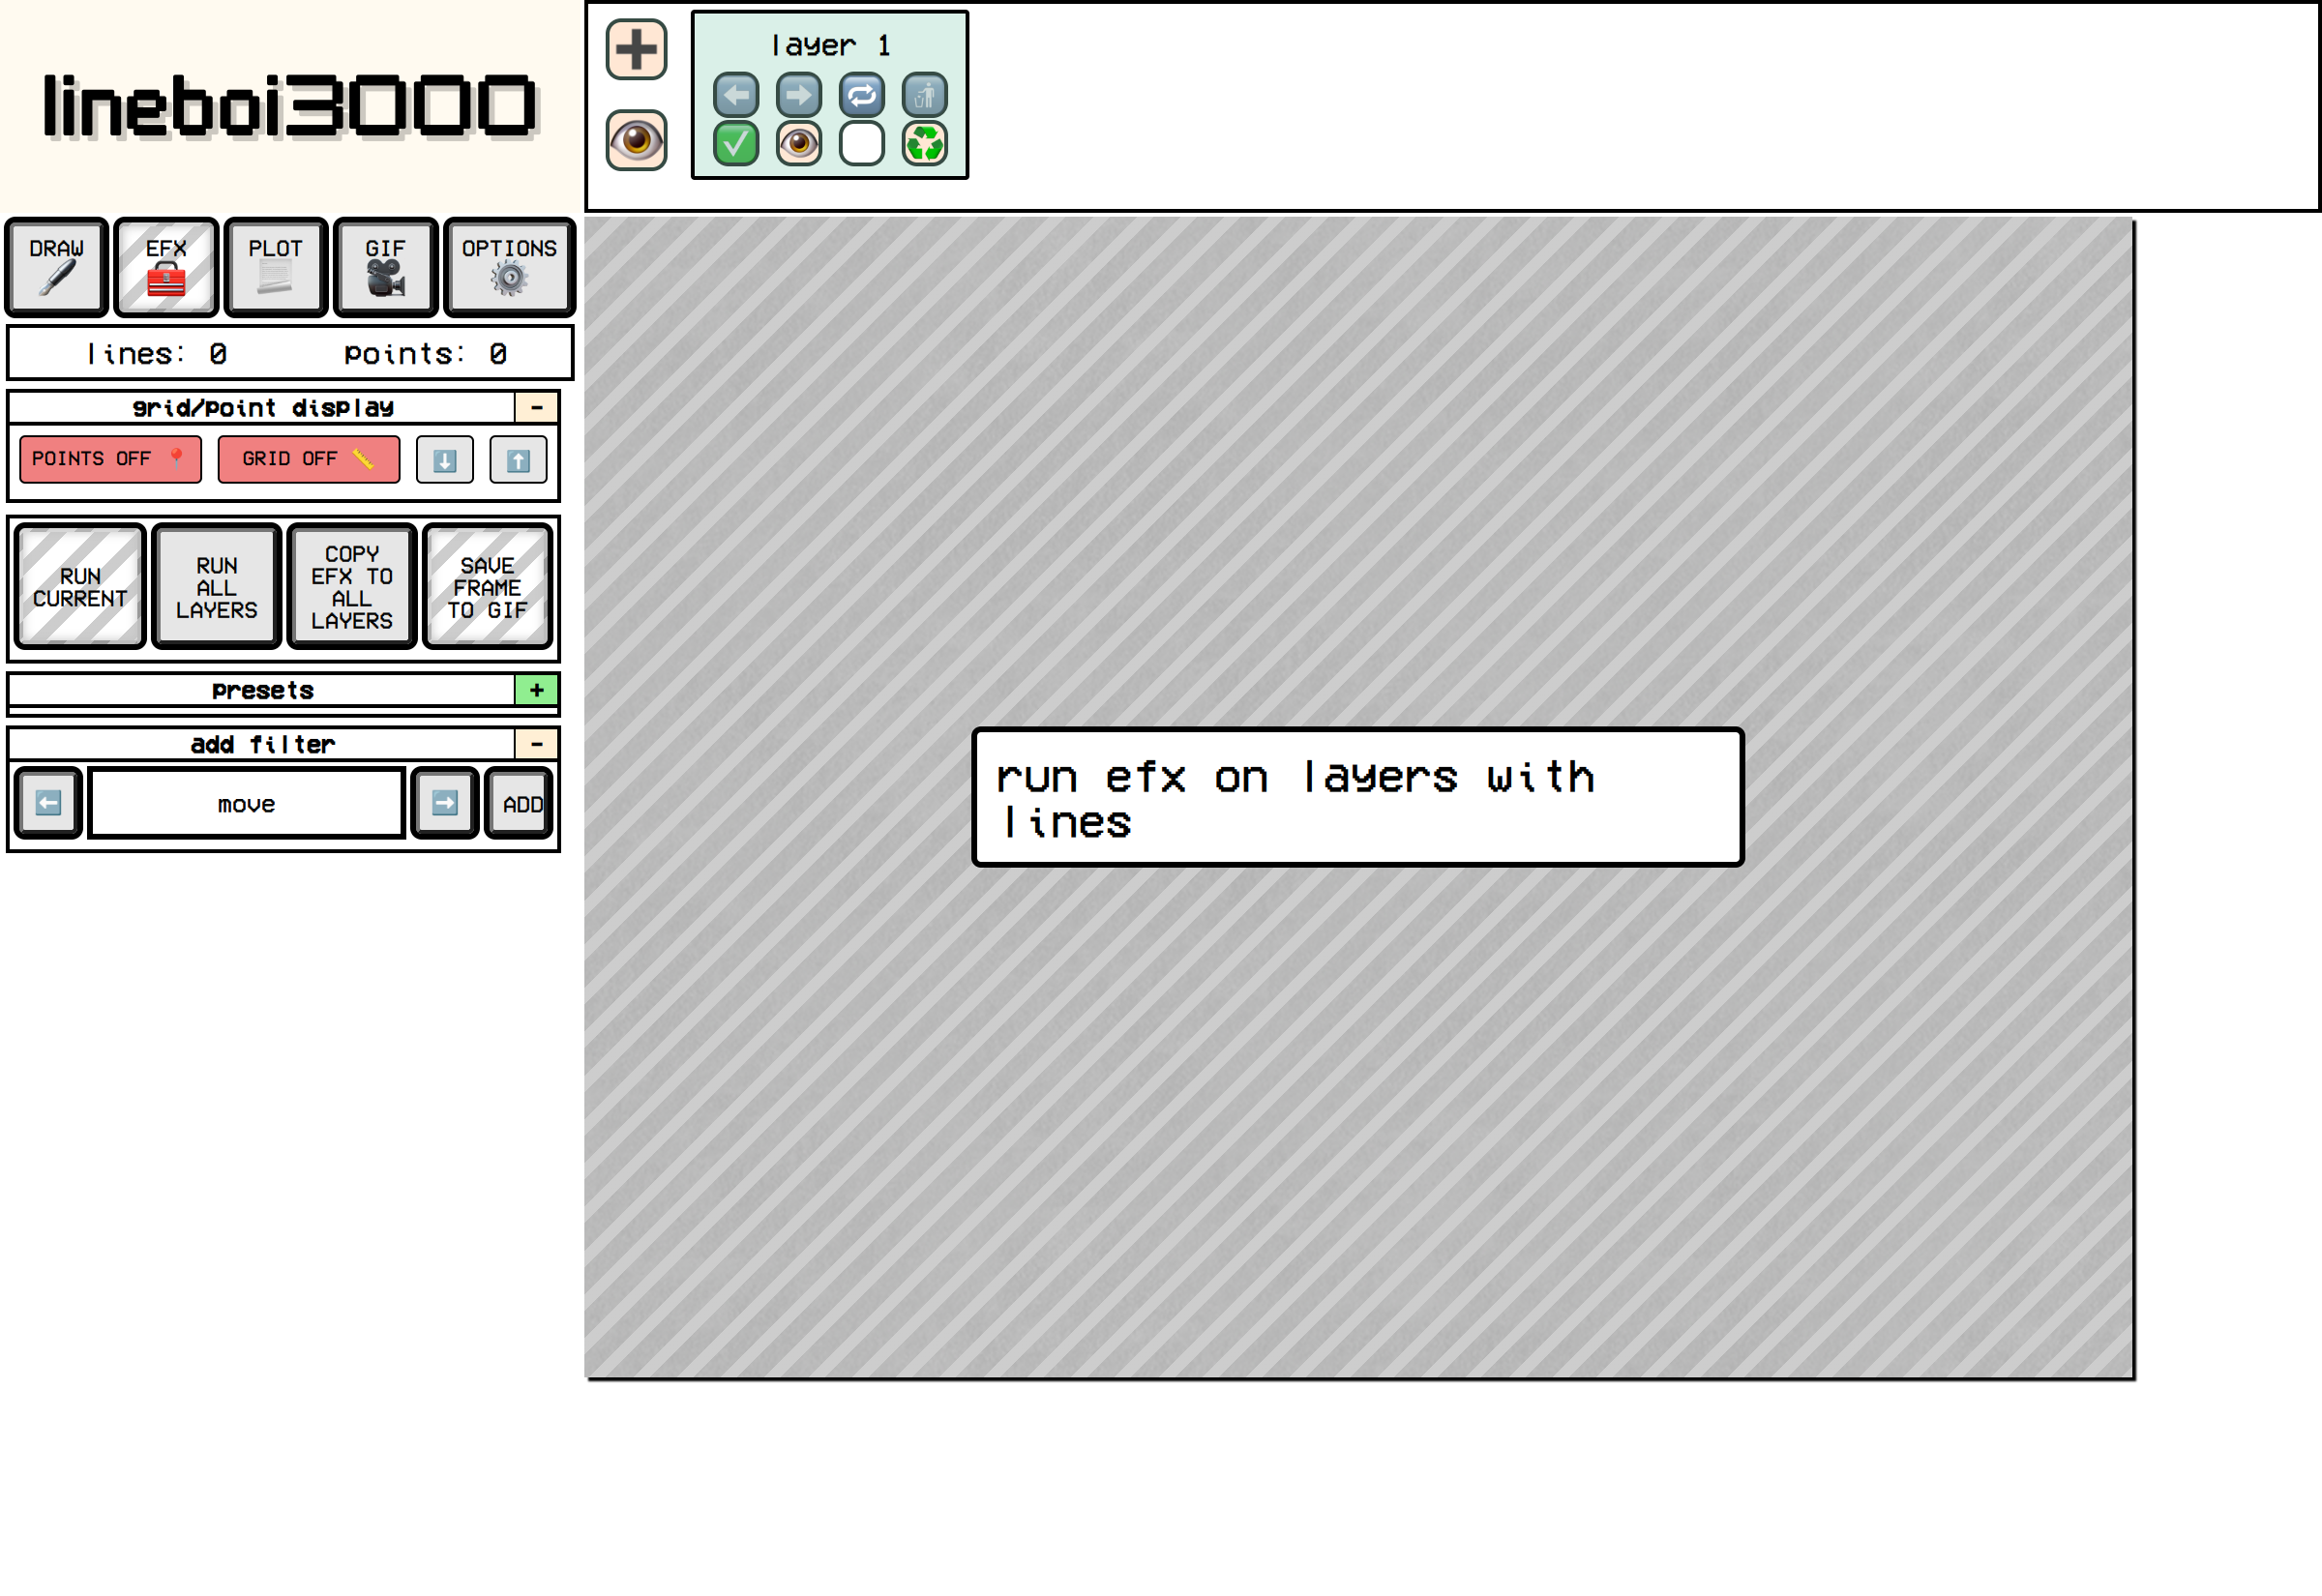 lineboi3000
layer 1
DRAW
EFX
PLOT
GIF
OPTIONS
lines: 0
points: 0
grid/point display
-
POINTS OFF
GRID OFF
RUN
CURRENT
RUN
ALL
LAYERS
COPY
EFX TO
ALL
LAYERS
SAVE
FRAME
TO GIF
presets
+
add filter
-
move
ADD
run efx on layers with
lines